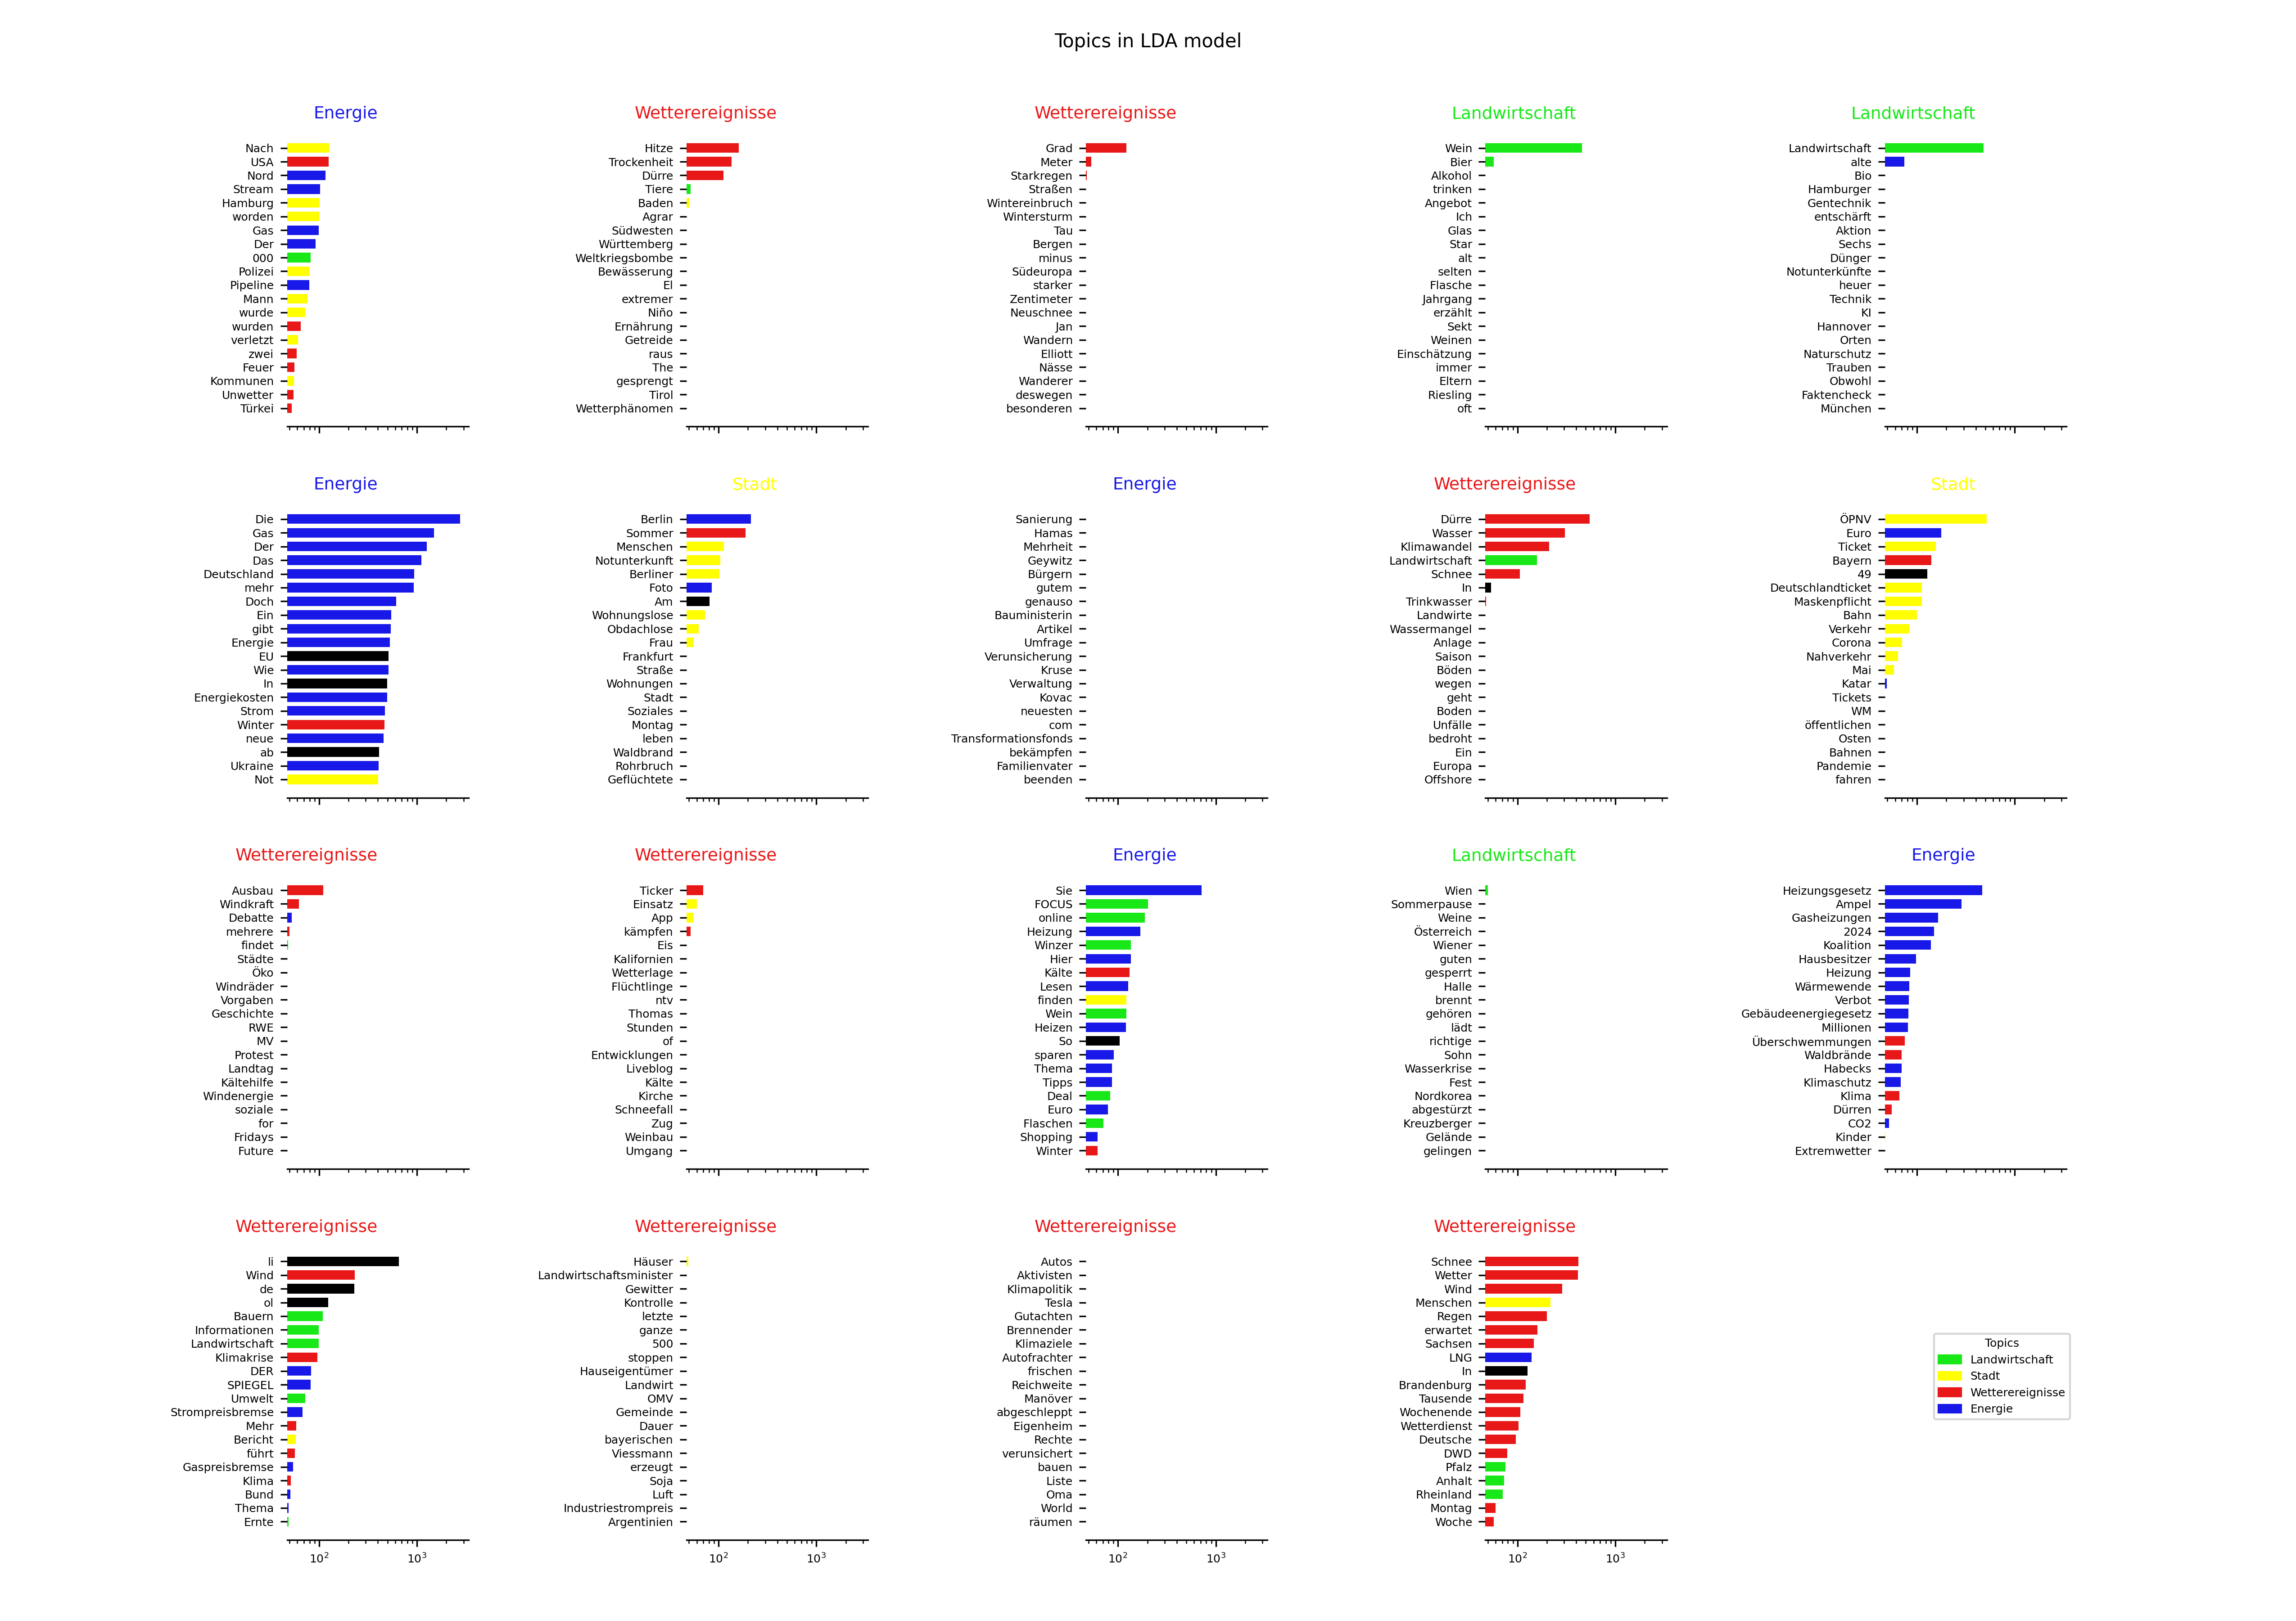 Topics in LDA model
Energie
Nach
USA
Nord
Stream
Hamburg
worden
Gas
Der
000
Polizei
Pipeline
Mann
wurde
wurden
verletzt
zwei
Feuer
Kommunen
Unwetter
Türkei
Wetterereignisse
Hitze
Trockenheit
Dürre
Tiere
Baden
Agrar
Südwesten
Württemberg
Weltkriegsbombe
Bewässerung
El
extremer
Niño
Ernährung
Getreide
raus
The
gesprengt
Tirol
Wetterphänomen
Wetterereignisse
Grad
Meter
Starkregen
Straßen
Wintereinbruch
Wintersturm
Tau
Bergen
minus
Südeuropa
starker
Zentimeter
Neuschnee
Jan
Wandern
Elliott
Nässe
Wanderer
deswegen
besonderen
Landwirtschaft
Wein
Bier
Alkohol
trinken
Angebot
Ich
Glas
Star
alt
selten
Flasche
Jahrgang
erzählt
Sekt
Weinen
Einschätzung
immer
Eltern
Riesling
oft
Landwirtschaft
Landwirtschaft
alte
Bio
Hamburger
Gentechnik
entschärft
Aktion
Sechs
Dünger
Notunterkünfte
heuer
Technik
KI
Hannover
Orten
Naturschutz
Trauben
Obwohl
Faktencheck
München
Energie
Die
Gas
Der
Das
Deutschland
mehr
Doch
Ein
gibt
Energie
EU
Wie
In
Energiekosten
Strom
Winter
neue
ab
Ukraine
Not
Stadt
Berlin
Sommer
Menschen
Notunterkunft
Berliner
Foto
Am
Wohnungslose
Obdachlose
Frau
Frankfurt
Straße
Wohnungen
Stadt
Soziales
Montag
leben
Waldbrand
Rohrbruch
Geflüchtete
Energie
Sanierung
Hamas
Mehrheit
Geywitz
Bürgern
gutem
genauso
Bauministerin
Artikel
Umfrage
Verunsicherung
Kruse
Verwaltung
Kovac
neuesten
com
Transformationsfonds
bekämpfen
Familienvater
beenden
Wetterereignisse
Dürre
Wasser
Klimawandel
Landwirtschaft
Schnee
In
Trinkwasser
Landwirte
Wassermangel
Anlage
Saison
Böden
wegen
geht
Boden
Unfälle
bedroht
Ein
Europa
Offshore
Stadt
ÖPNV
Euro
Ticket
Bayern
49
Deutschlandticket
Maskenpflicht
Bahn
Verkehr
Corona
Nahverkehr
Mai
Katar
Tickets
WM
öffentlichen
Osten
Bahnen
Pandemie
fahren
Wetterereignisse
Ausbau
Windkraft
Debatte
mehrere
findet
Städte
Öko
Windräder
Vorgaben
Geschichte
RWE
MV
Protest
Landtag
Kältehilfe
Windenergie
soziale
for
Fridays
Future
Wetterereignisse
Ticker
Einsatz
App
kämpfen
Eis
Kalifornien
Wetterlage
Flüchtlinge
ntv
Thomas
Stunden
of
Entwicklungen
Liveblog
Kälte
Kirche
Schneefall
Zug
Weinbau
Umgang
Energie
Sie
FOCUS
online
Heizung
Winzer
Hier
Kälte
Lesen
finden
Wein
Heizen
So
sparen
Thema
Tipps
Deal
Euro
Flaschen
Shopping
Winter
Landwirtschaft
Wien
Sommerpause
Weine
Österreich
Wiener
guten
gesperrt
Halle
brennt
gehören
lädt
richtige
Sohn
Wasserkrise
Fest
Nordkorea
abgestürzt
Kreuzberger
Gelände
gelingen
Energie
Heizungsgesetz
Ampel
Gasheizungen
2024
Koalition
Hausbesitzer
Heizung
Wärmewende
Verbot
Gebäudeenergiegesetz
Millionen
Überschwemmungen
Waldbrände
Habecks
Klimaschutz
Klima
Dürren
CO2
Kinder
Extremwetter
Wetterereignisse
li
Wind
de
ol
Bauern
Informationen
Landwirtschaft
Klimakrise
DER
SPIEGEL
Umwelt
Strompreisbremse
Mehr
Bericht
führt
Gaspreisbremse
Klima
Bund
Thema
Ernte
10² 10³
Wetterereignisse
Häuser
Landwirtschaftsminister
Gewitter
Kontrolle
letzte
ganze
500
stoppen
Hauseigentümer
Landwirt
OMV
Gemeinde
Dauer
bayerischen
Viessmann
erzeugt
Soja
Luft
Industriestrompreis
Argentinien
10² 10³
Wetterereignisse
Autos
Aktivisten
Klimapolitik
Tesla
Gutachten
Brennender
Klimaziele
Autofrachter
frischen
Reichweite
Manöver
abgeschleppt
Eigenheim
Rechte
verunsichert
bauen
Liste
Oma
World
räumen
10² 10³
Wetterereignisse
Schnee
Wetter
Wind
Menschen
Regen
erwartet
Sachsen
LNG
In
Brandenburg
Tausende
Wochenende
Wetterdienst
Deutsche
DWD
Pfalz
Anhalt
Rheinland
Montag
Woche
10² 10³
Topics
Landwirtschaft
Stadt
Wetterereignisse
Energie